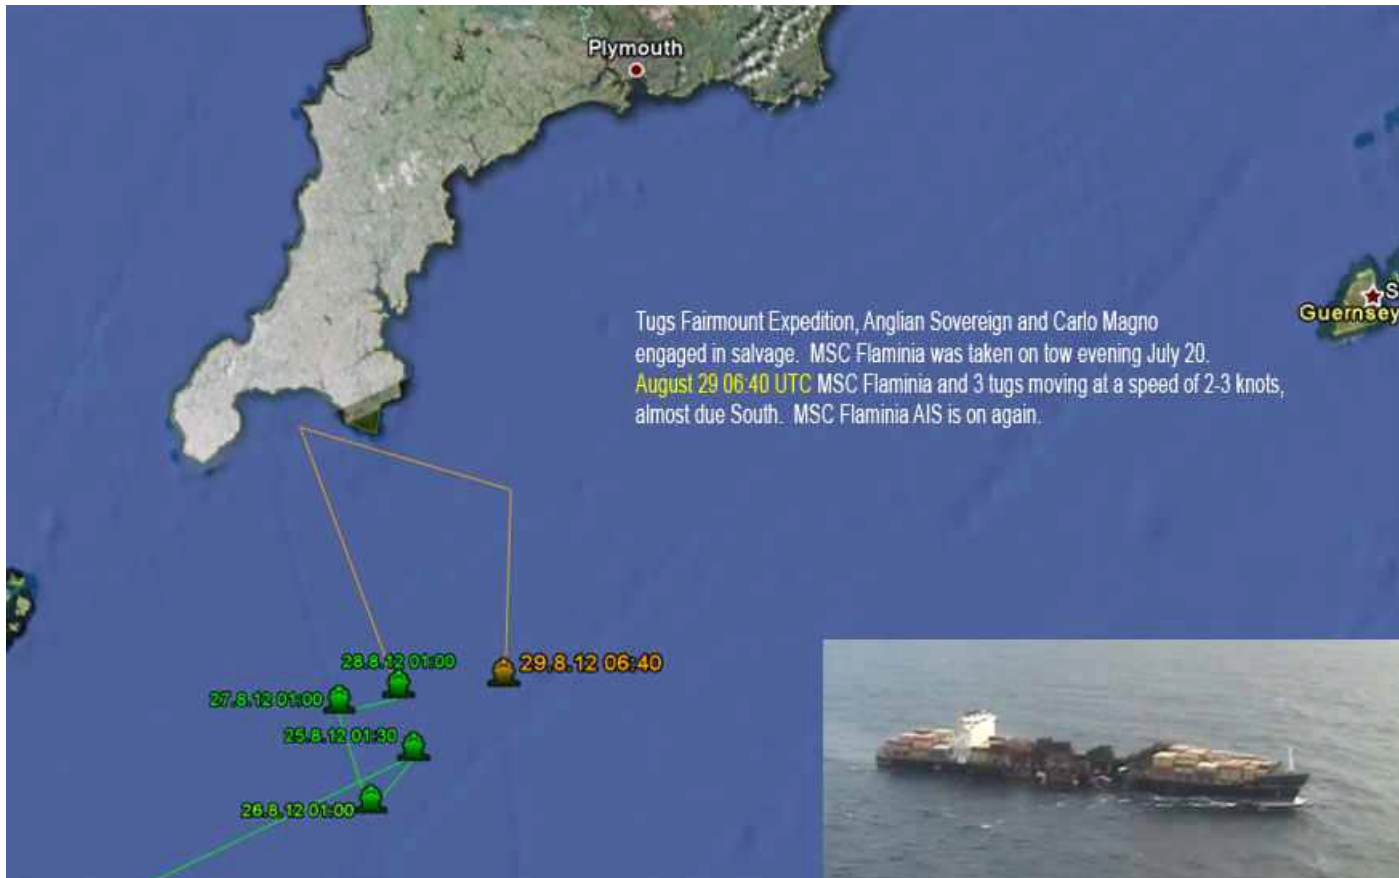 Plymouth
S
Guernsey
Tugs Fairmount Expedition, Anglian Sovereign and Carlo Magno
engaged in salvage. MSC Flaminia was taken on tow evening July 20.
August 29 06:40 UTC MSC Flaminia and 3 tugs moving at a speed of 2-3 knots,
almost due South. MSC Flaminia AIS is on again.
28.8.12 01:00
29.8.12 06:40
27.8.12 01:00
25.8.12 01:30
26.8.12 01:00